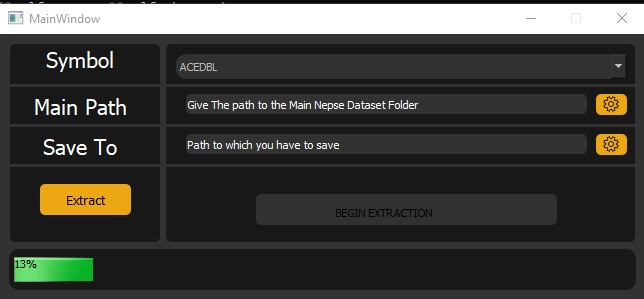 MainWindow
Symbol
ACEDBL
Main Path
Give The path to the Main Nepse Dataset Folder
Save To
Path to which you have to save
Extract
BEGIN EXTRACTION
13%